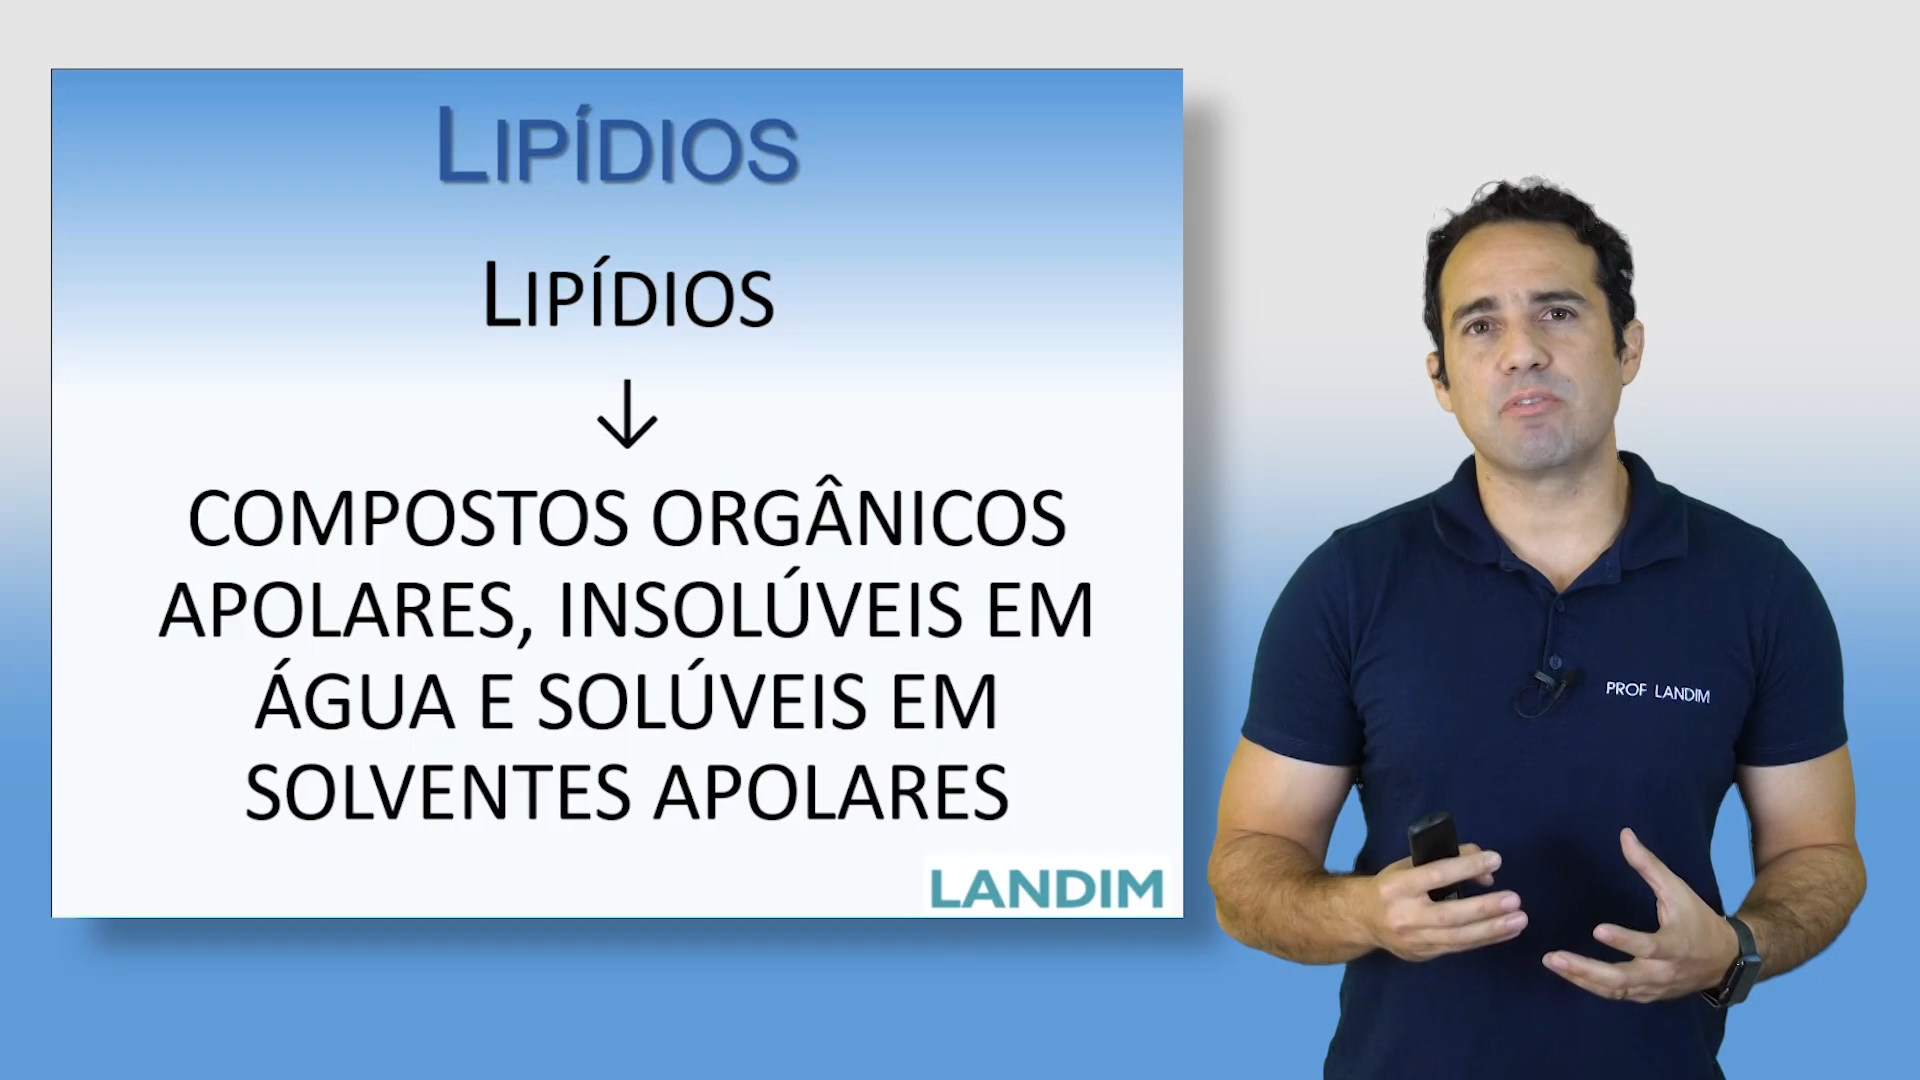 LIPÍDIOS
LIPÍDIOS
↓
COMPOSTOS ORGÂNICOS
APOLARES, INSOLÚVEIS EM
ÁGUA E SOLÚVEIS EM
SOLVENTES APOLARES
LANDIM
PROF LANDIM